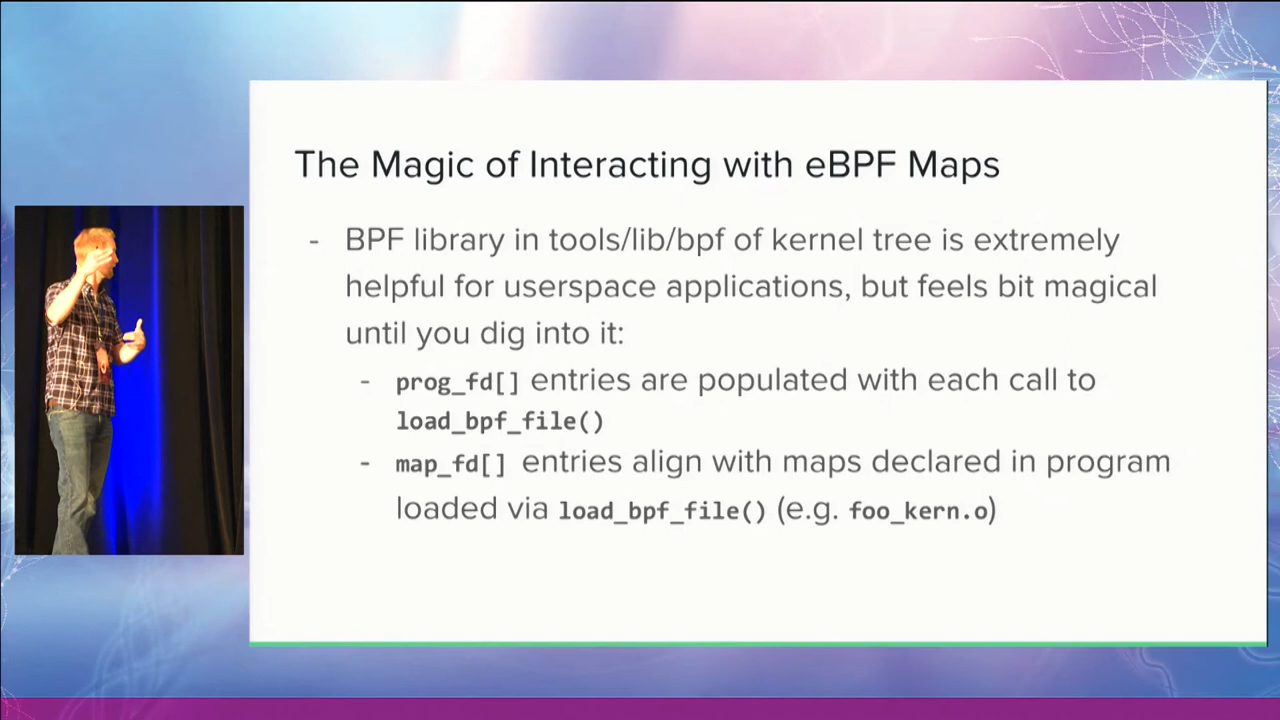 The Magic of Interacting with eBPF Maps
- BPF library in tools/lib/bpf of kernel tree is extremely
helpful for userspace applications, but feels bit magical
until you dig into it:
- prog_fd[] entries are populated with each call to
load_bpf_file()
- map_fd[] entries align with maps declared in program
loaded via load_bpf_file() (e.g. foo_kern.o)